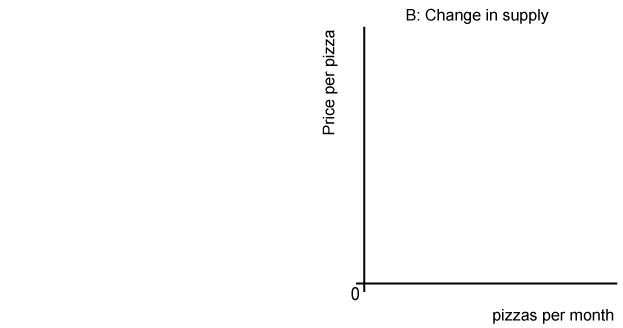 B: Change in supply
Price per pizza
0
pizzas per month